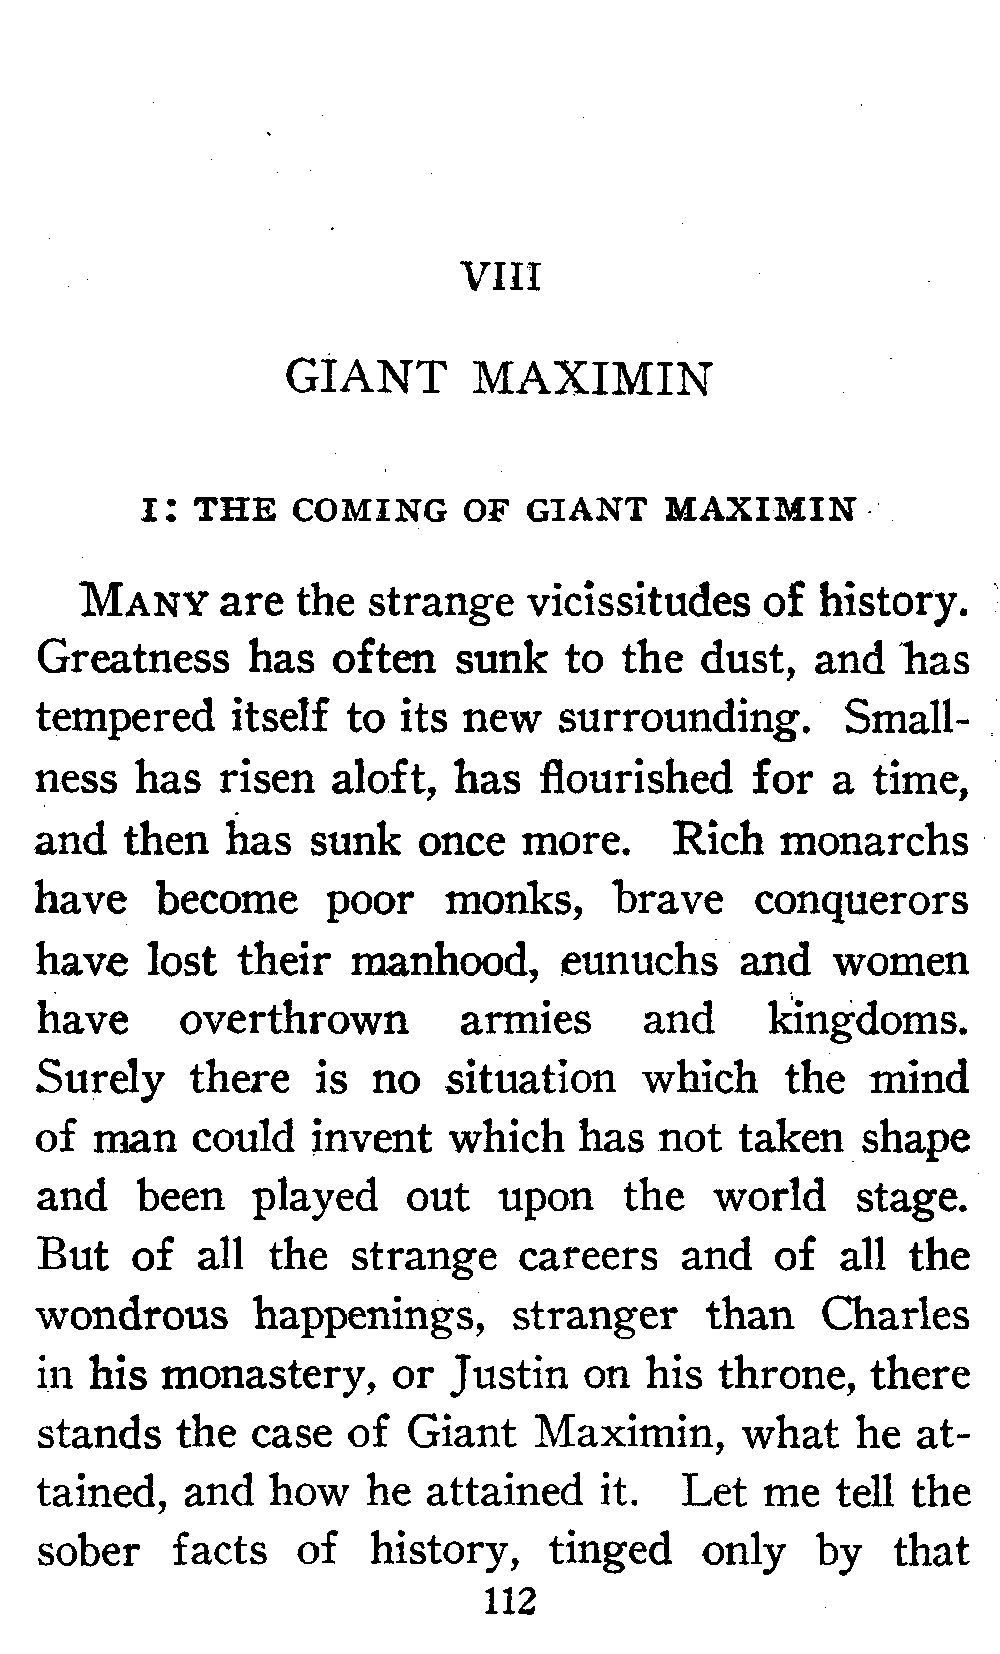 VIII
GIANT MAXIMIN
I: THE COMING OF GIANT MAXIMIN
MANY are the strange vicissitudes of history.
Greatness has often sunk to the dust, and has
tempered itself to its new surrounding. Small-
ness has risen aloft, has flourished for a time,
and then has sunk once more. Rich monarchs
have become poor monks, brave conquerors
have lost their manhood, eunuchs and women
have overthrown armies and kingdoms.
Surely there is no situation which the mind
of man could invent which has not taken shape
and been played out upon the world stage.
But of all the strange careers and of all the
wondrous happenings, stranger than Charles
in his monastery, or Justin on his throne, there
stands the case of Giant Maximin, what he at-
tained, and how he attained it. Let me tell the
sober facts of history, tinged only by that
112